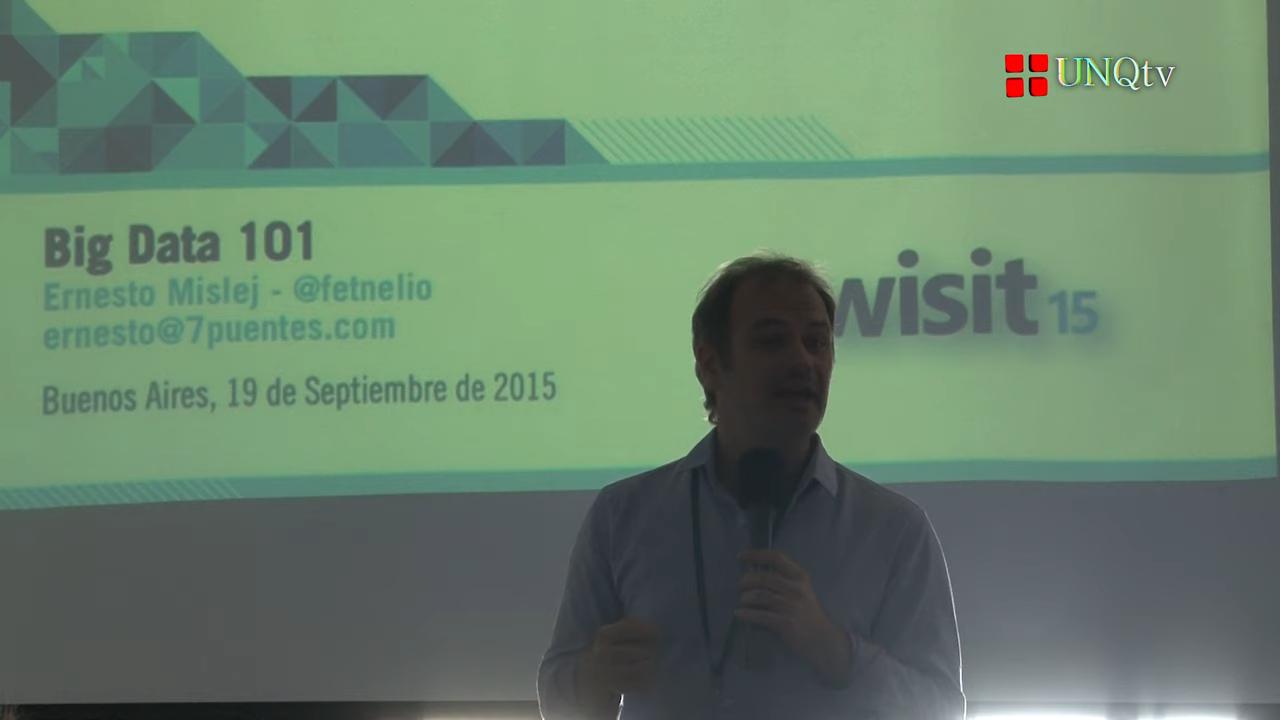 UNQtv
Big Data 101
Ernesto Mislej - @fetnelio
ernesto@7puentes.com
Buenos Aires, 19 de Septiembre de 2015
wisit 15